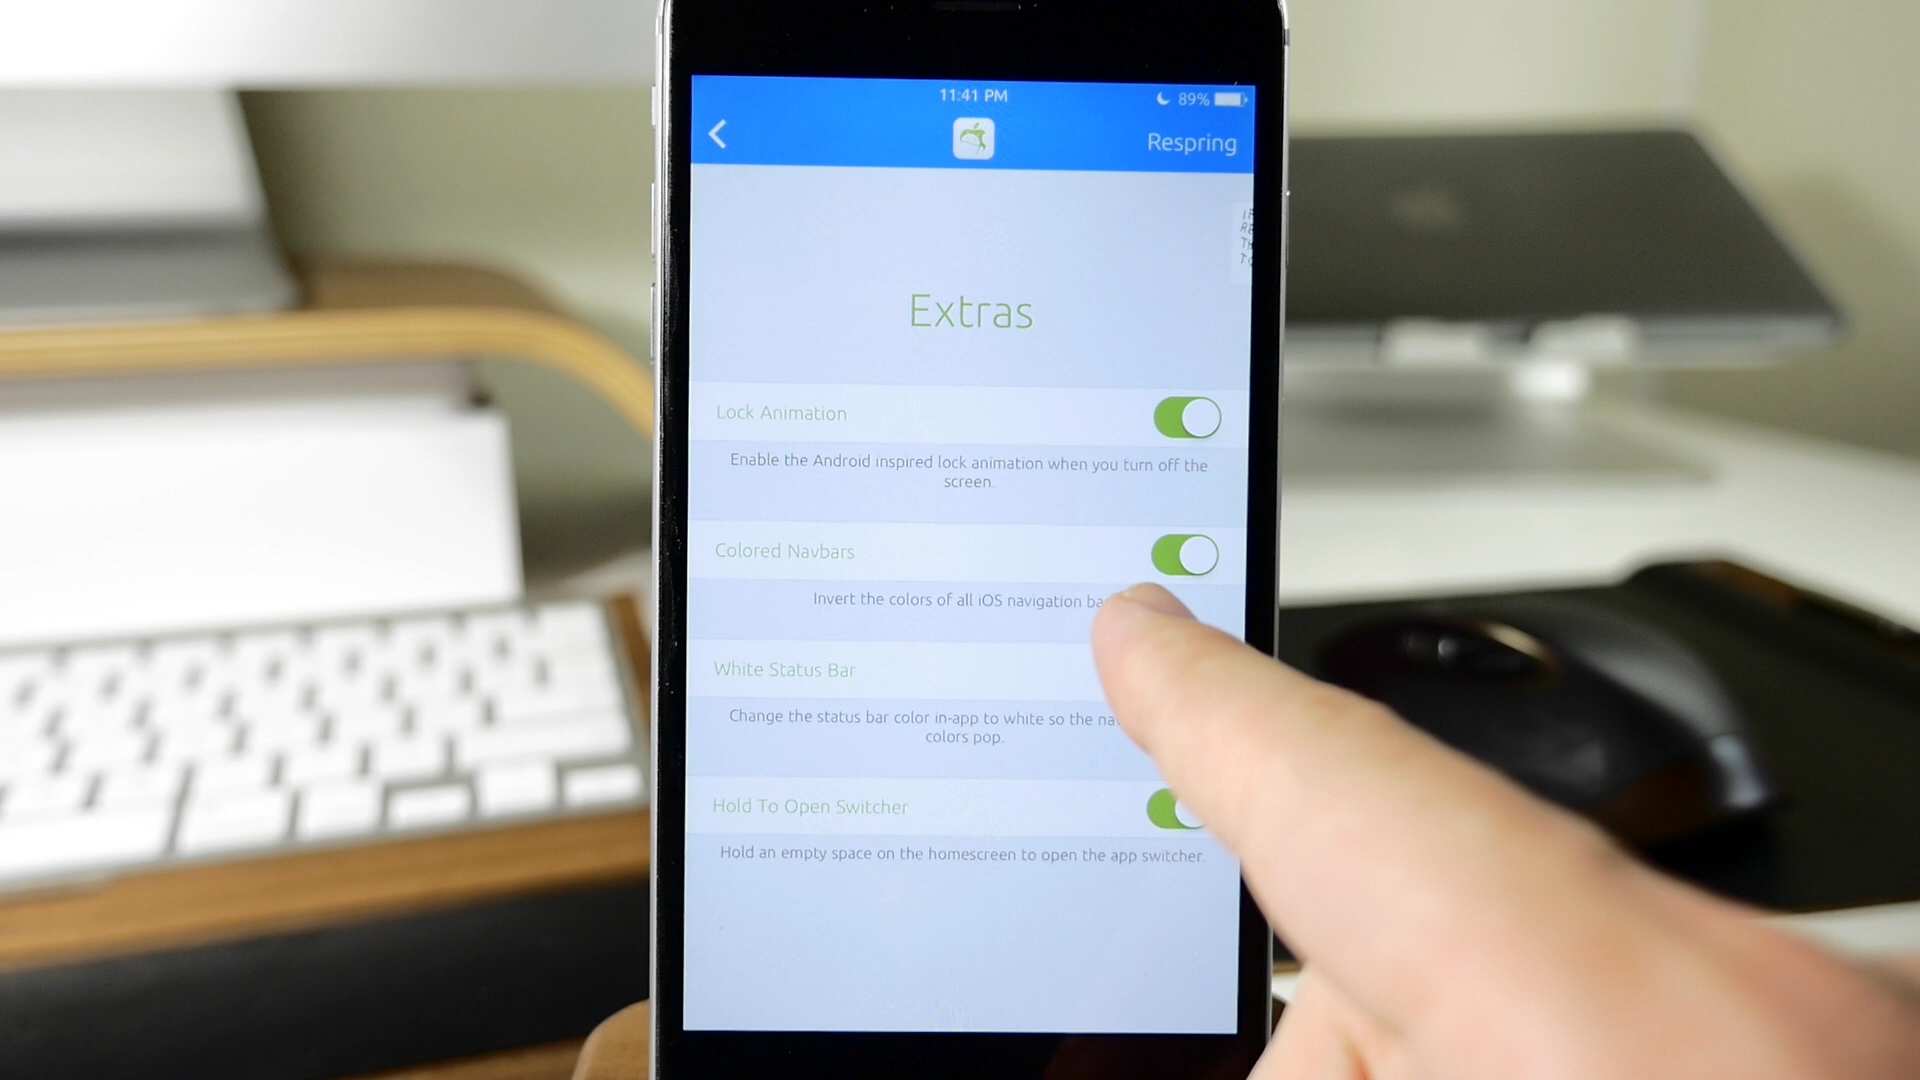 11:41 PM
89%
Respring
Extras
Lock Animation
Enable the Android inspired lock animation when you turn off the
screen.
Colored Navbars
Invert the colors of all iOS navigation
White Status Bar
Change the status bar color in-app to white so the
colors pop.
Hold To Open Switcher
Hold an empty space on the homescreen to open the app switcher.